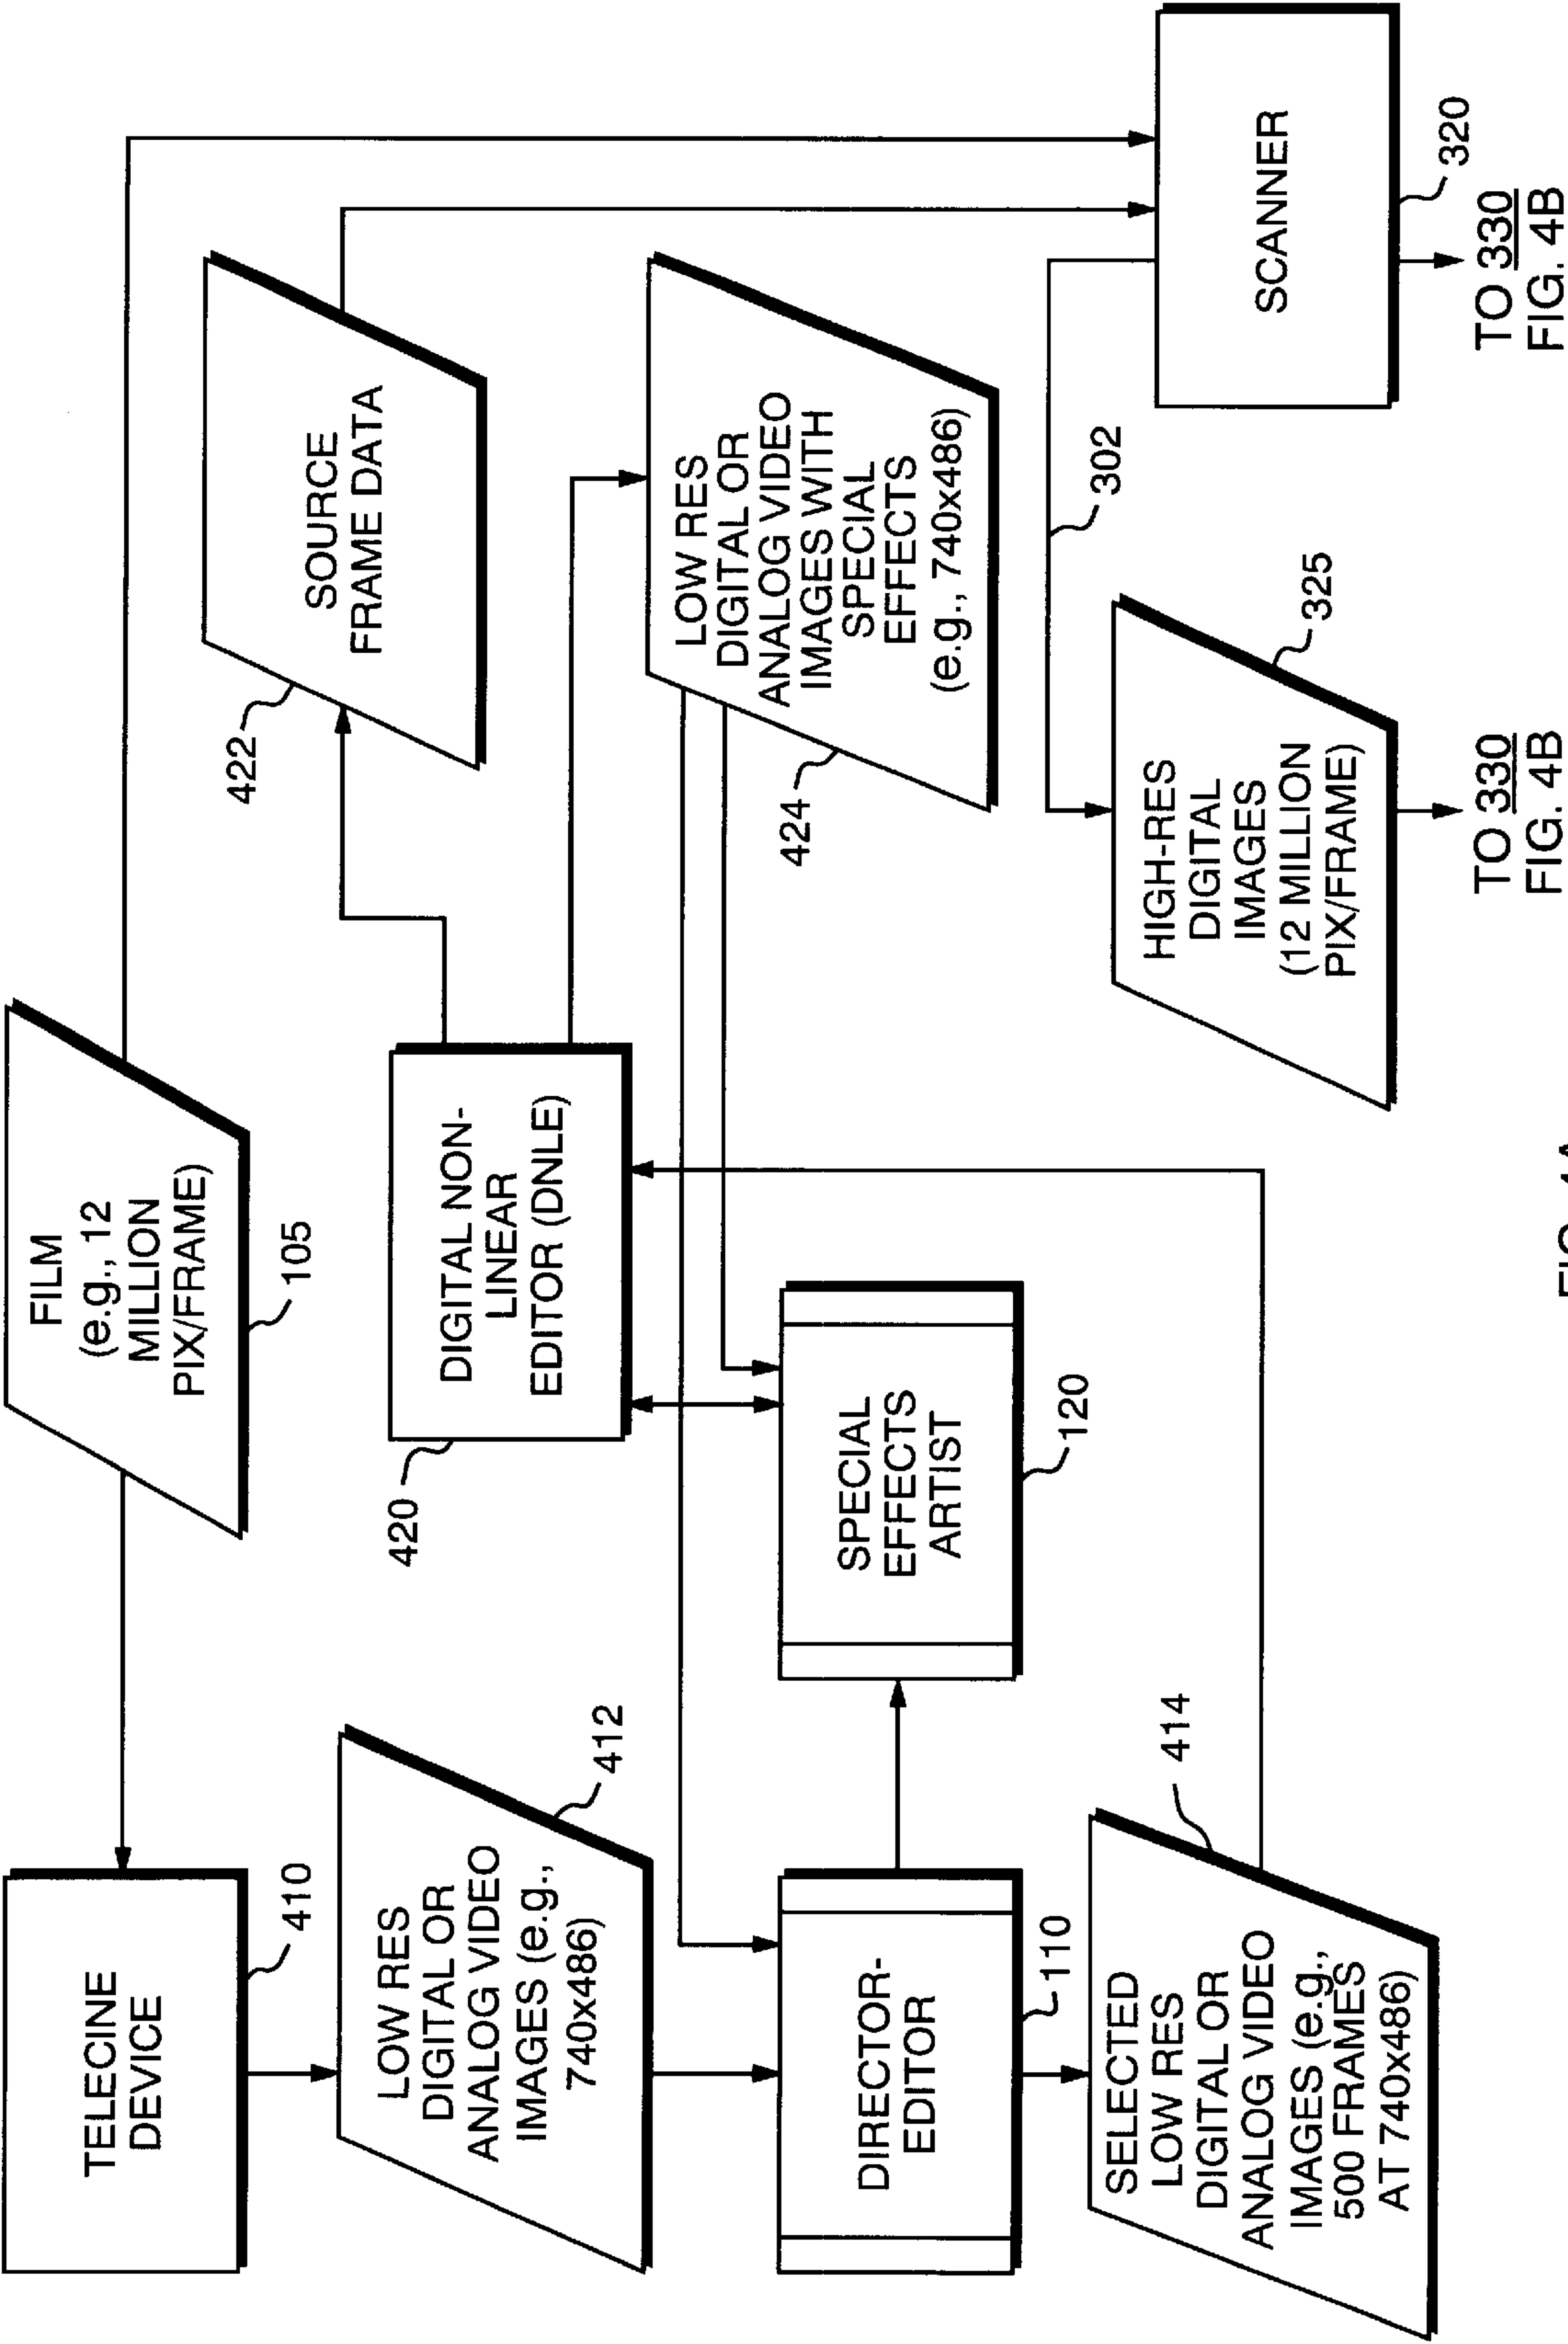 TELECINE
DEVICE
410
FILM
(e.g., 12
MILLION
PIX/FRAME)
105
LOW RES
DIGITAL OR
ANALOG VIDEO
IMAGES (e.g.,
740x486)
412
DIGITAL NON-
LINEAR
EDITOR (DNLE)
420
SOURCE
FRAME DATA
422
LOW RES
DIGITAL OR
ANALOG VIDEO
IMAGES WITH
SPECIAL
EFFECTS
(e.g., 740x486)
424
DIRECTOR-
EDITOR
110
SPECIAL
EFFECTS
ARTIST
120
SELECTED
LOW RES
DIGITAL OR
ANALOG VIDEO
IMAGES (e.g.,
500 FRAMES
AT 740x486)
414
302
HIGH-RES
DIGITAL
IMAGES
(12 MILLION
PIX/FRAME)
325
TO 330
FIG. 4B
SCANNER
320
TO 330
FIG. 4B